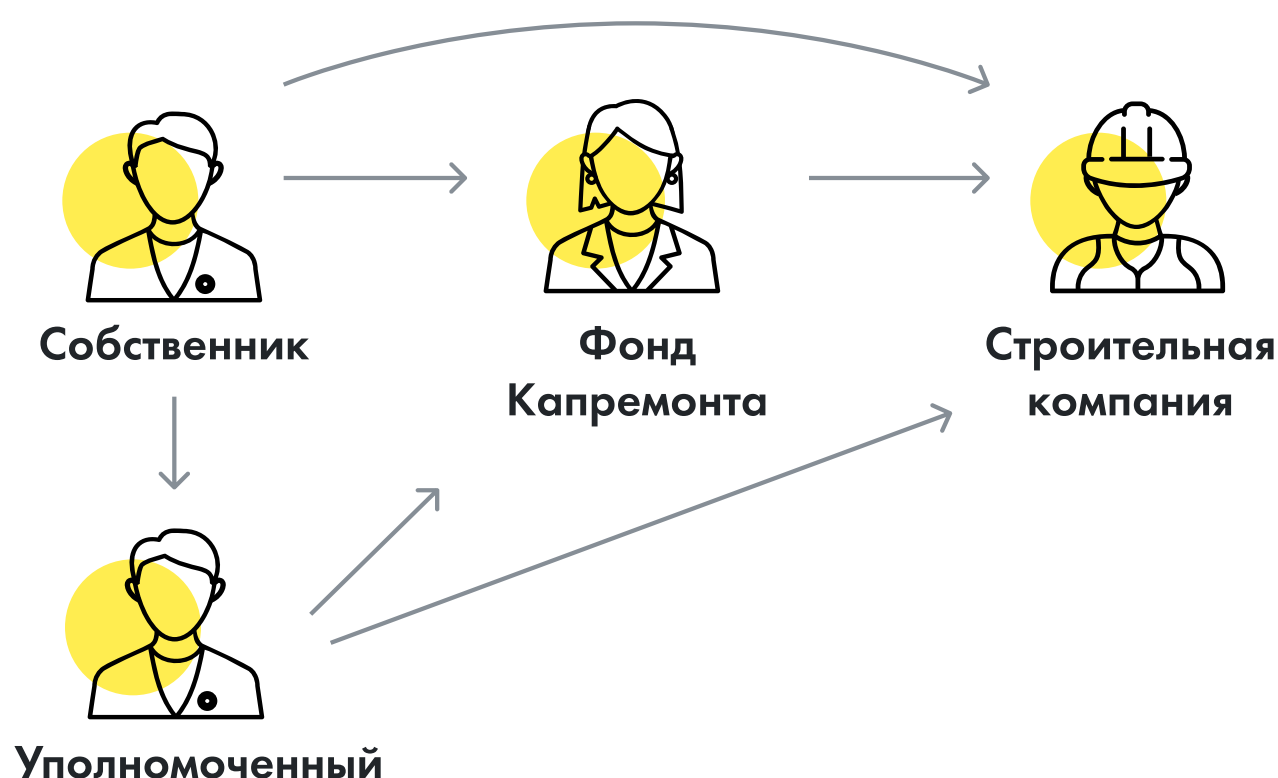 Собственник
Фонд
Капремонта
Строительная
компания
Уполномоченный